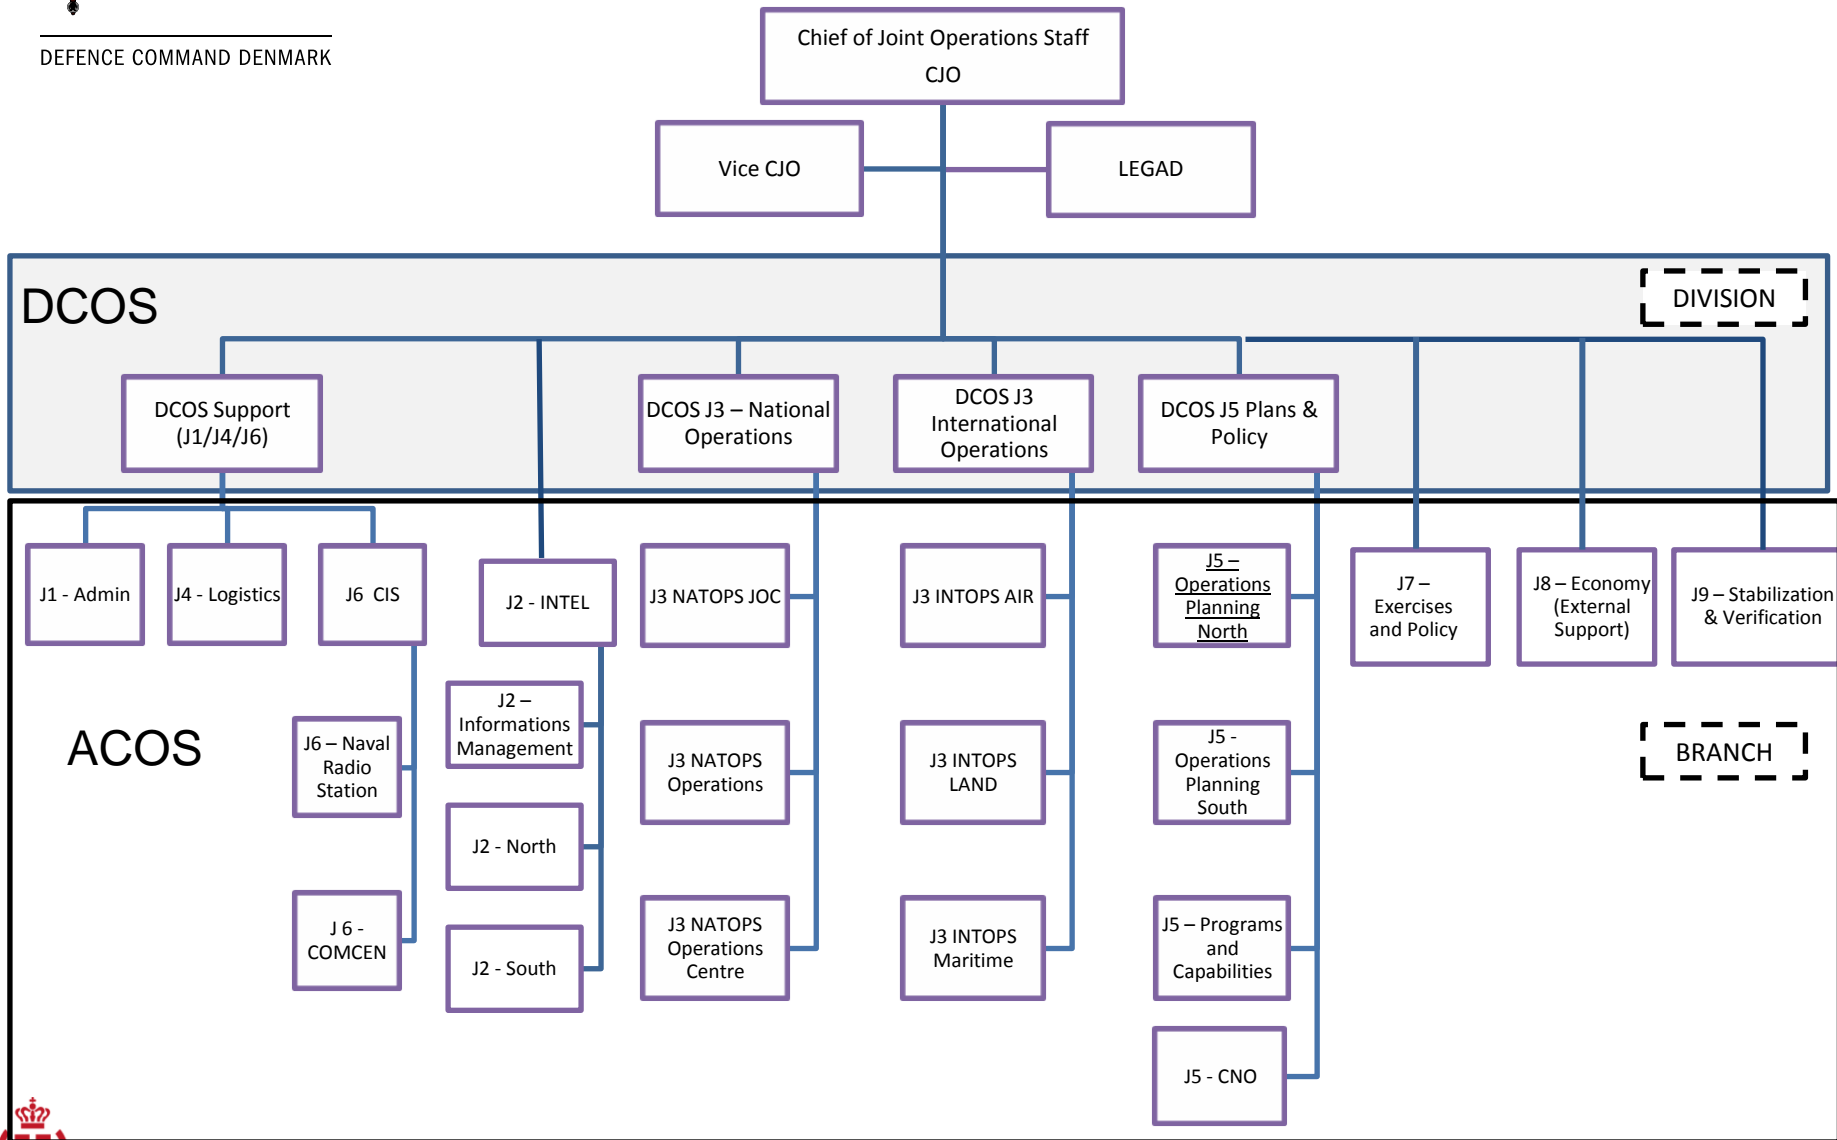 DEFENCE COMMAND DENMARK
Chief of Joint Operations Staff
CJO
Vice CJO
LEGAD
DCOS
DIVISION
DCOS Support
(J1/J4/J6)
DCOS J3 – National
Operations
DCOS J3
International
Operations
DCOS J5 Plans &
Policy
J1 - Admin
J4 - Logistics
J6  CIS
J2 - INTEL
J3 NATOPS JOC
J3 INTOPS AIR
J5 –
Operations
Planning
North
J7 –
Exercises
and Policy
J8 – Economy
(External
Support)
J9 – Stabilization
& Verification
ACOS
BRANCH
J6 – Naval
Radio
Station
J2 –
Informations
Management
J3 NATOPS
Operations
J3 INTOPS
LAND
J5 -
Operations
Planning
South
J2 - North
J 6 -
COMCEN
J2 - South
J3 NATOPS
Operations
Centre
J3 INTOPS
Maritime
J5 – Programs
and
Capabilities
J5 - CNO